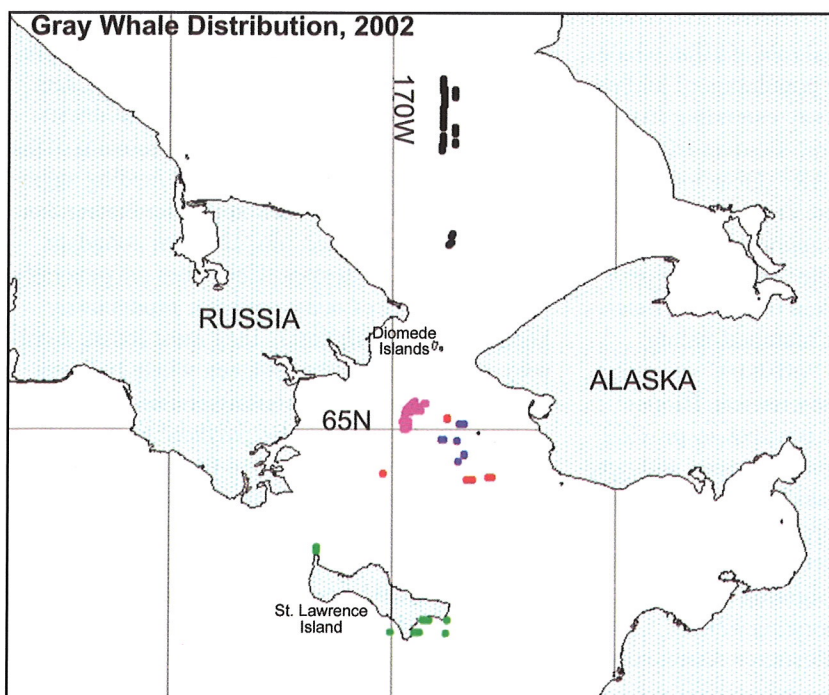 Gray Whale Distribution, 2002
170W
RUSSIA
Diomede
Islands
ALASKA
65N
St. Lawrence
Island